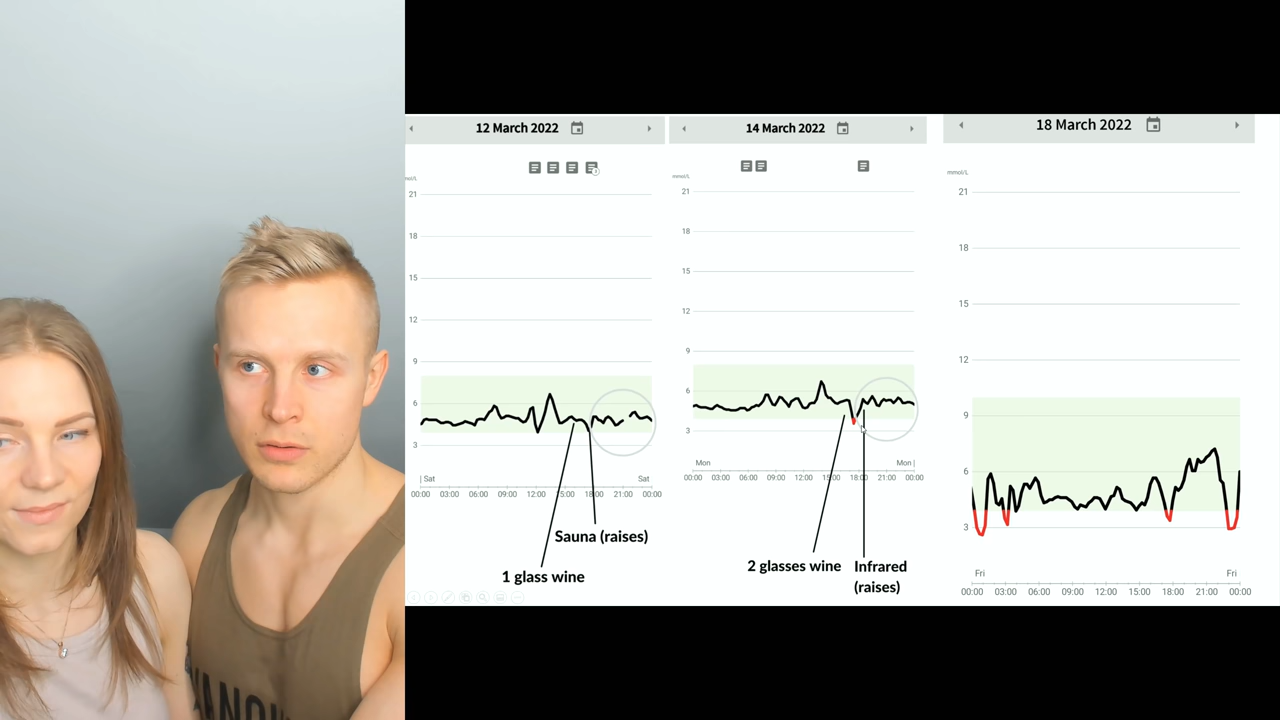 12 March 2022
mmol/L
21
18
15
12
9
6
3
Sat
Sat
00:00 03:00 06:00 09:00 12:00 15:00 18:00 21:00 00:00
Sauna (raises)
1 glass wine
14 March 2022
mmol/L
21
18
15
12
9
6
3
Mon
Mon
00:00 03:00 06:00 09:00 12:00 15:00 18:00 21:00 00:00
2 glasses wine
Infrared
(raises)
18 March 2022
mmol/L
21
18
15
12
9
6
3
Fri
Fri
00:00 03:00 06:00 09:00 12:00 15:00 18:00 21:00 00:00